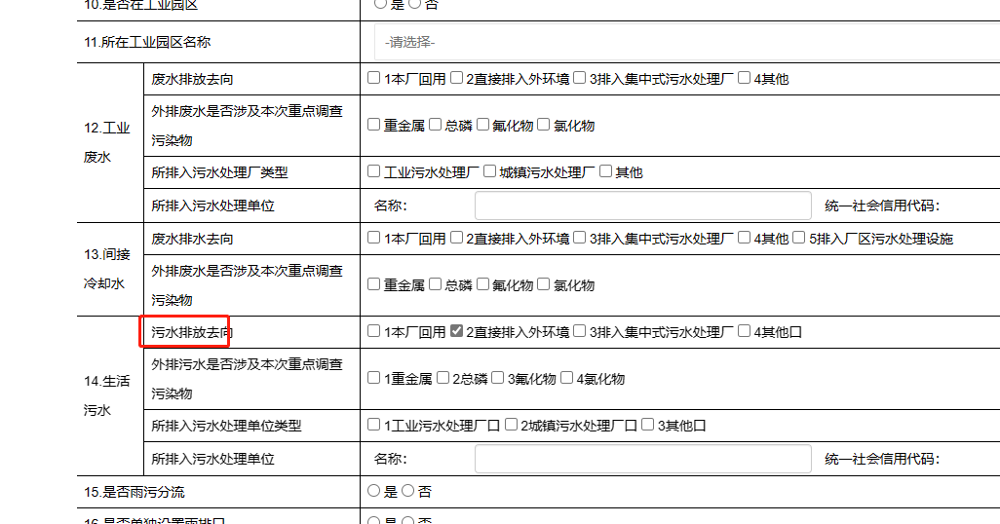 10.是否在工业园区 是 否
11.所在工业园区名称 -请选择-
12.工业废水
废水排放去向 1本厂回用 2直接排入外环境 3排入集中式污水处理厂 4其他
外排废水是否涉及本次重点调查
污染物 重金属 总磷 氟化物 氯化物
所排入污水处理厂类型 工业污水处理厂 城镇污水处理厂 其他
所排入污水处理单位 名称： 统一社会信用代码：
13.间接冷却水
废水排水去向 1本厂回用 2直接排入外环境 3排入集中式污水处理厂 4其他 5排入厂区污水处理设施
外排废水是否涉及本次重点调查
污染物 重金属 总磷 氟化物 氯化物
14.生活污水
污水排放去向 1本厂回用 2直接排入外环境 3排入集中式污水处理厂 4其他口
外排污水是否涉及本次重点调查
污染物 1重金属 2总磷 3氟化物 4氯化物
所排入污水处理单位类型 1工业污水处理厂口 2城镇污水处理厂口 3其他口
所排入污水处理单位 名称： 统一社会信用代码：
15.是否雨污分流 是 否
16.是否单独设置雨排口 是 否